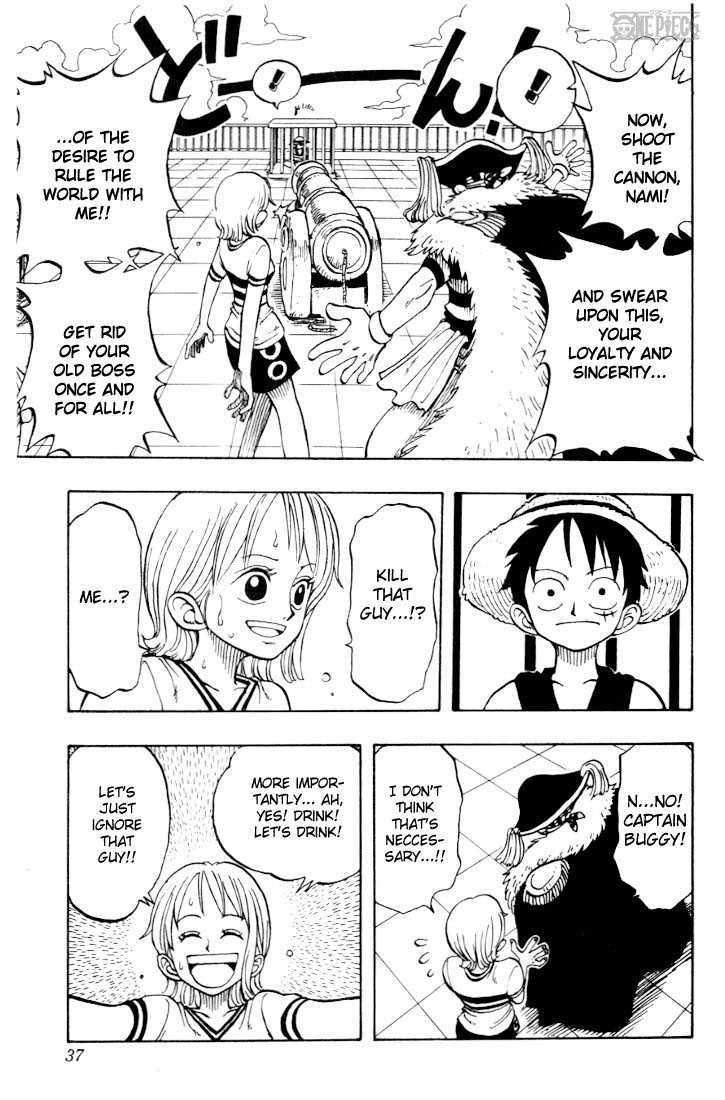 ONE PIECE
ど
ーん!!
!
!
NOW,
SHOOT
THE
CANNON,
NAMI!
AND SWEAR
UPON THIS,
YOUR
LOYALTY AND
SINCERITY...
...OF THE
DESIRE TO
RULE THE
WORLD WITH
ME!!
GET RID
OF YOUR
OLD BOSS
ONCE AND
FOR ALL!!
KILL
THAT
GUY...!?
ME...?
N...NO!
CAPTAIN
BUGGY!
I DON'T
THINK
THAT'S
NECCES-
SARY...!!
MORE IMPOR-
TANTLY... AH,
YES! DRINK!
LET'S DRINK!
LET'S
JUST
IGNORE
THAT
GUY!!
37